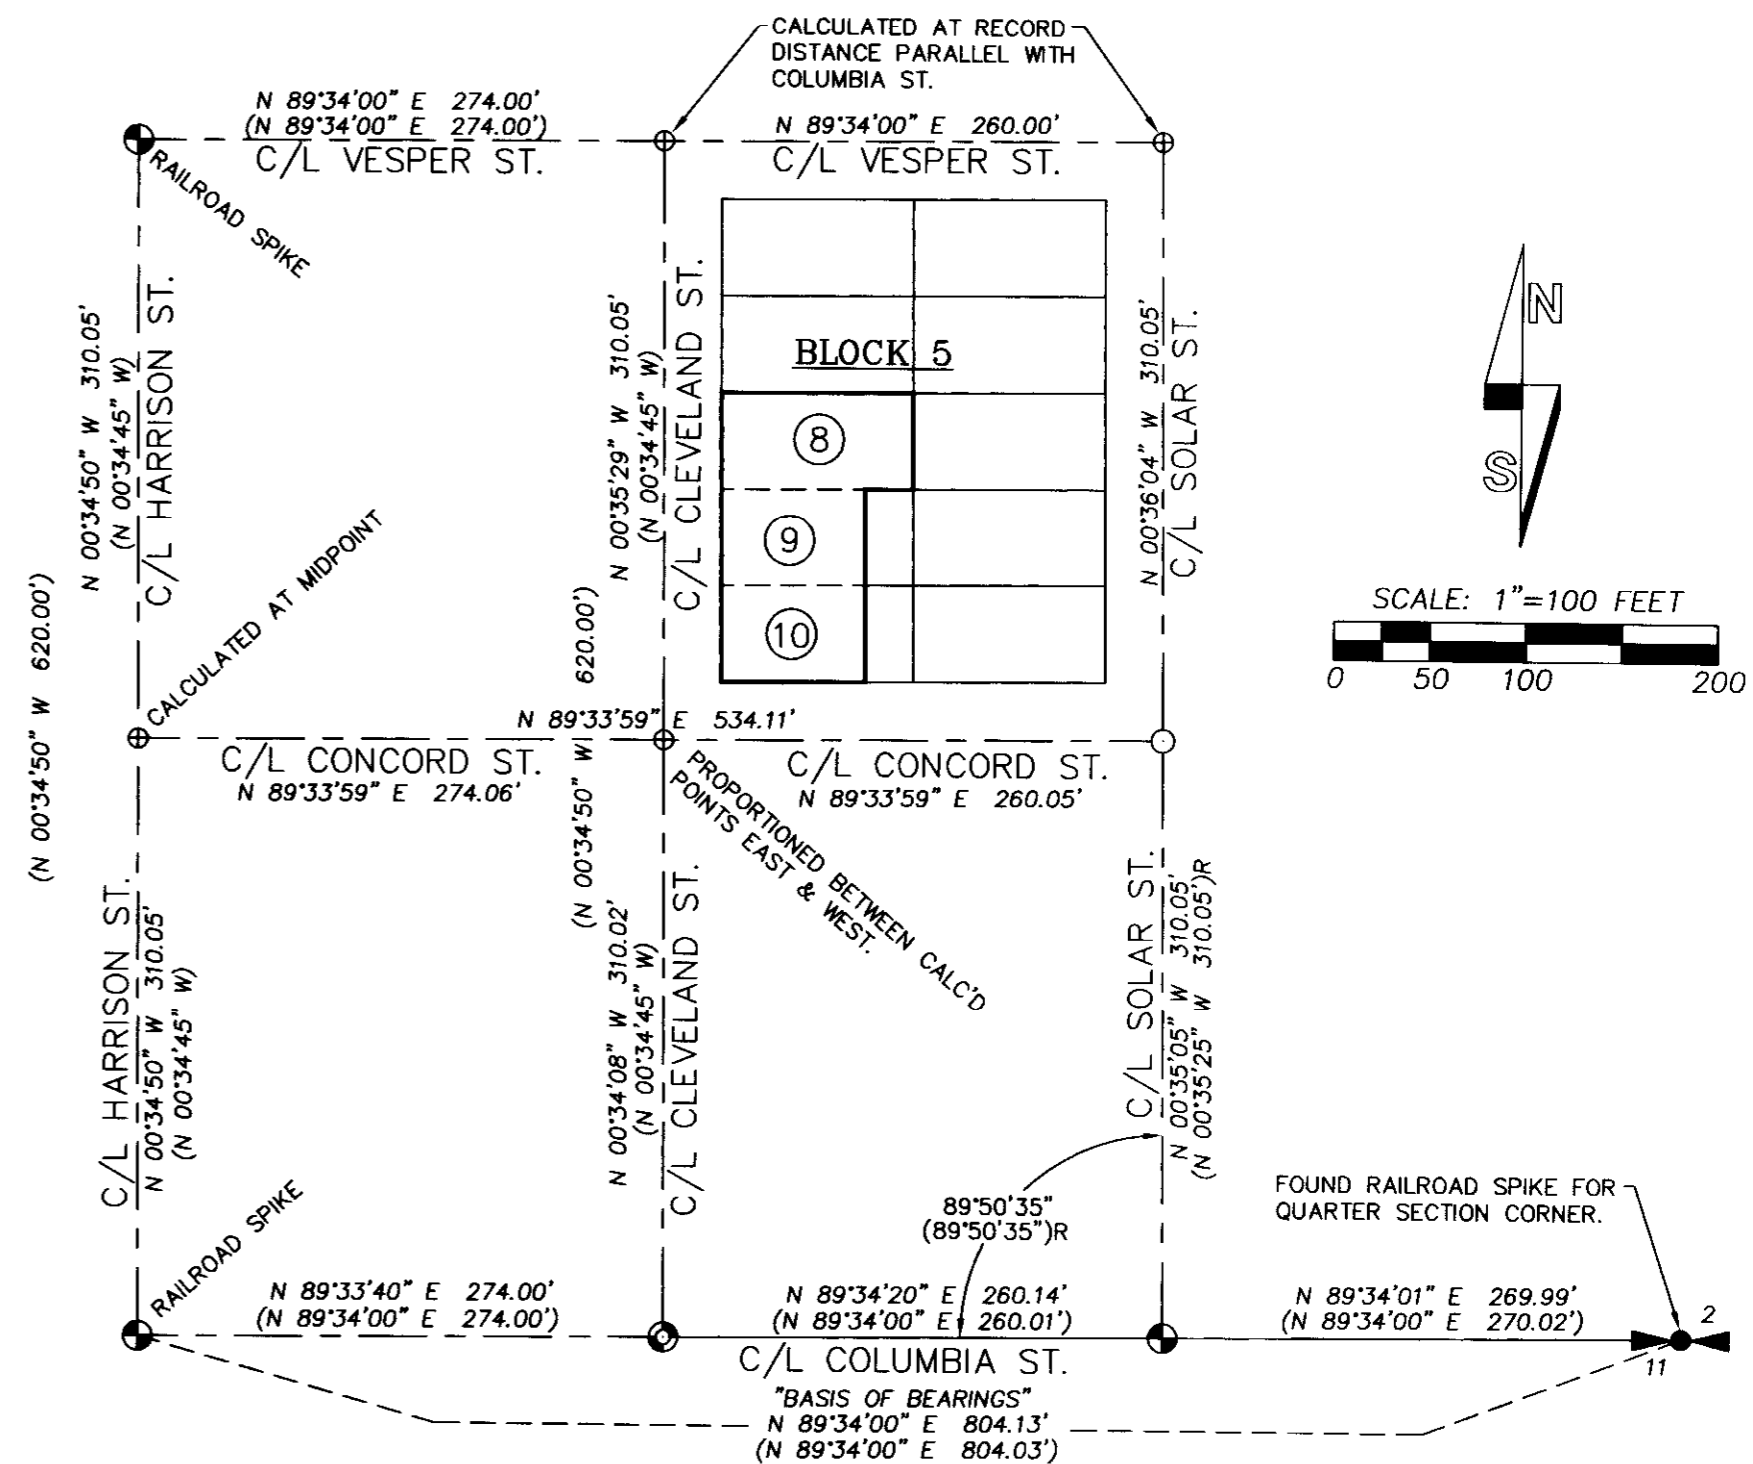 CALCULATED AT RECORD
DISTANCE PARALLEL WITH
COLUMBIA ST.
N 89°34'00" E 274.00'
(N 89°34'00" E 274.00')
C/L VESPER ST.
N 89°34'00" E 260.00'
C/L VESPER ST.
RAILROAD SPIKE
N 00°34'50" W 310.05'
(N 00°34'45" W)
C/L HARRISON ST.
N 00°35'29" W 310.05'
(N 00°34'45" W)
C/L CLEVELAND ST.
BLOCK 5
8
9
10
N 00°36'04" W 310.05'
C/L SOLAR ST.
N
S
SCALE: 1"=100 FEET
0 50 100 200
CALCULATED AT MIDPOINT
(N 00°34'50" W 620.00')
(N 00°34'50" W 620.00')
N 89°33'59" E 534.11'
C/L CONCORD ST.
N 89°33'59" E 274.06'
C/L CONCORD ST.
N 89°33'59" E 260.05'
PROPORTIONED BETWEEN CALC'D
POINTS EAST & WEST.
C/L HARRISON ST.
N 00°34'50" W 310.05'
(N 00°34'45" W)
N 00°34'08" W 310.02'
(N 00°34'45" W)
C/L CLEVELAND ST.
C/L SOLAR ST.
N 00°35'05" W 310.05'
(N 00°35'25" W 310.05')R
89°50'35"
(89°50'35")R
FOUND RAILROAD SPIKE FOR
QUARTER SECTION CORNER.
RAILROAD SPIKE
N 89°33'40" E 274.00'
(N 89°34'00" E 274.00')
N 89°34'20" E 260.14'
(N 89°34'00" E 260.01')
N 89°34'01" E 269.99'
(N 89°34'00" E 270.02')
2
11
C/L COLUMBIA ST.
"BASIS OF BEARINGS"
N 89°34'00" E 804.13'
(N 89°34'00" E 804.03')